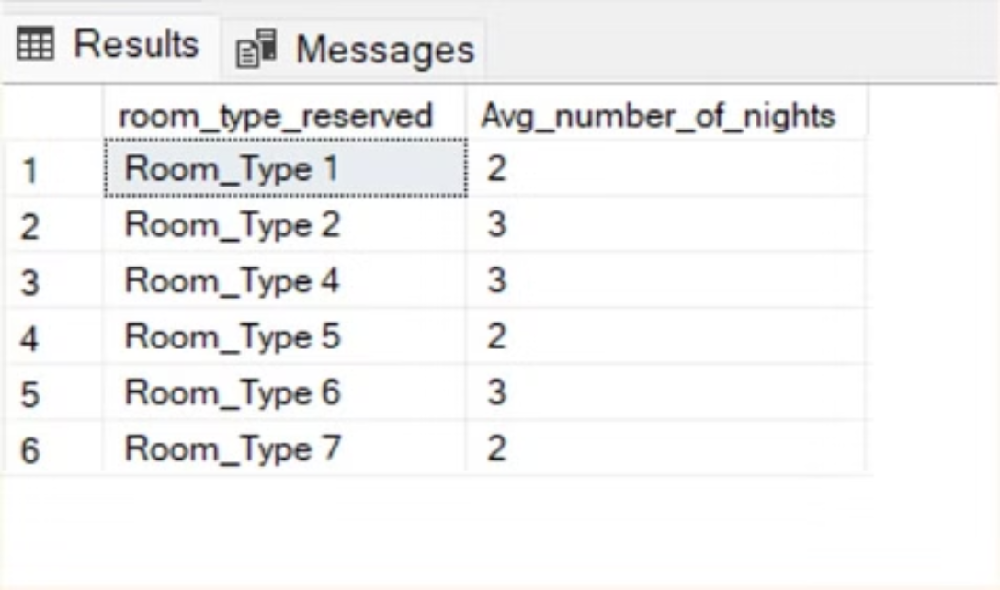 Results Messages
room_type_reserved Avg_number_of_nights
1 Room_Type 1 2
2 Room_Type 2 3
3 Room_Type 4 3
4 Room_Type 5 2
5 Room_Type 6 3
6 Room_Type 7 2